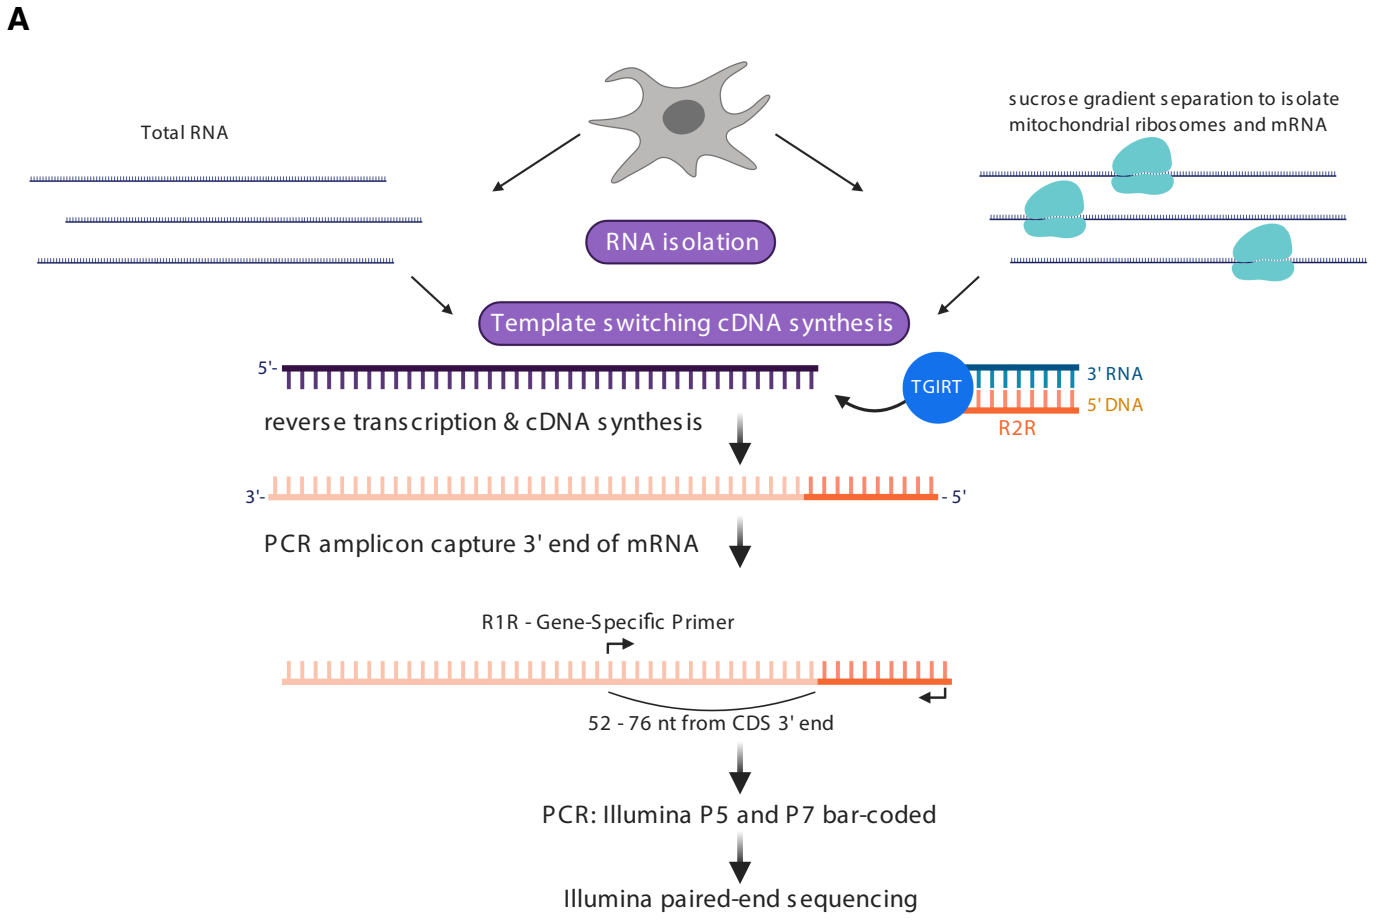 A
Total RNA
sucrose gradient separation to isolate
mitochondrial ribosomes and mRNA
RNA isolation
Template switching cDNA synthesis
5'-
TGIRT
3' RNA
5' DNA
R2R
reverse transcription & cDNA synthesis
3'-
- 5'
PCR amplicon capture 3' end of mRNA
R1R - Gene-Specific Primer
52 - 76 nt from CDS 3' end
PCR: Illumina P5 and P7 bar-coded
Illumina paired-end sequencing